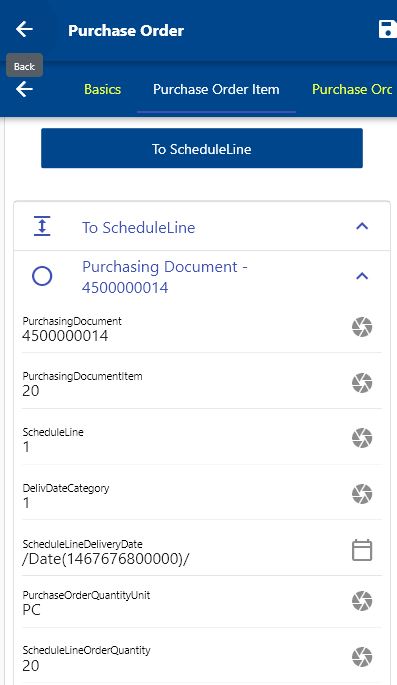 Purchase Order
Back
Basics
Purchase Order Item
Purchase Orc
To ScheduleLine
To ScheduleLine
Purchasing Document -
4500000014
PurchasingDocument
4500000014
PurchasingDocumentItem
20
ScheduleLine
1
DelivDateCategory
1
ScheduleLineDeliveryDate
/Date(1467676800000)/
PurchaseOrderQuantityUnit
PC
ScheduleLineOrderQuantity
20